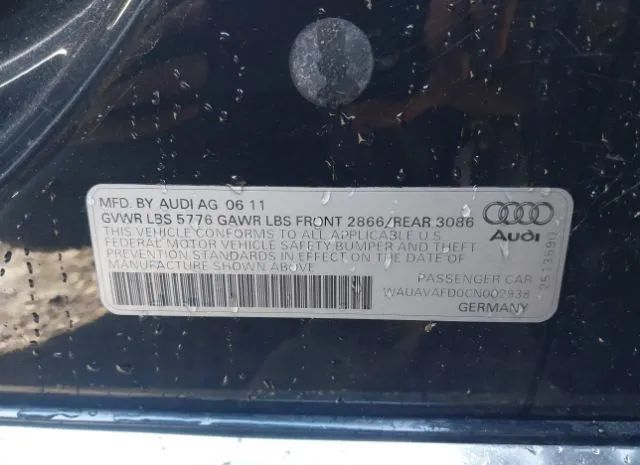 MFD. BY AUDI AG 06 11
GVWR LBS 5776 GAWR LBS FRONT 2866/REAR 3086
THIS VEHICLE CONFORMS TO ALL APPLICABLE U.S.
FEDERAL MOTOR VEHICLE SAFETY BUMPER AND THEFT
PREVENTION STANDARDS IN EFFECT ON THE DATE OF
MANUFACTURE SHOWN ABOVE
Audi
PASSENGER CAR
WAUAVAFD0CN002938
GERMANY